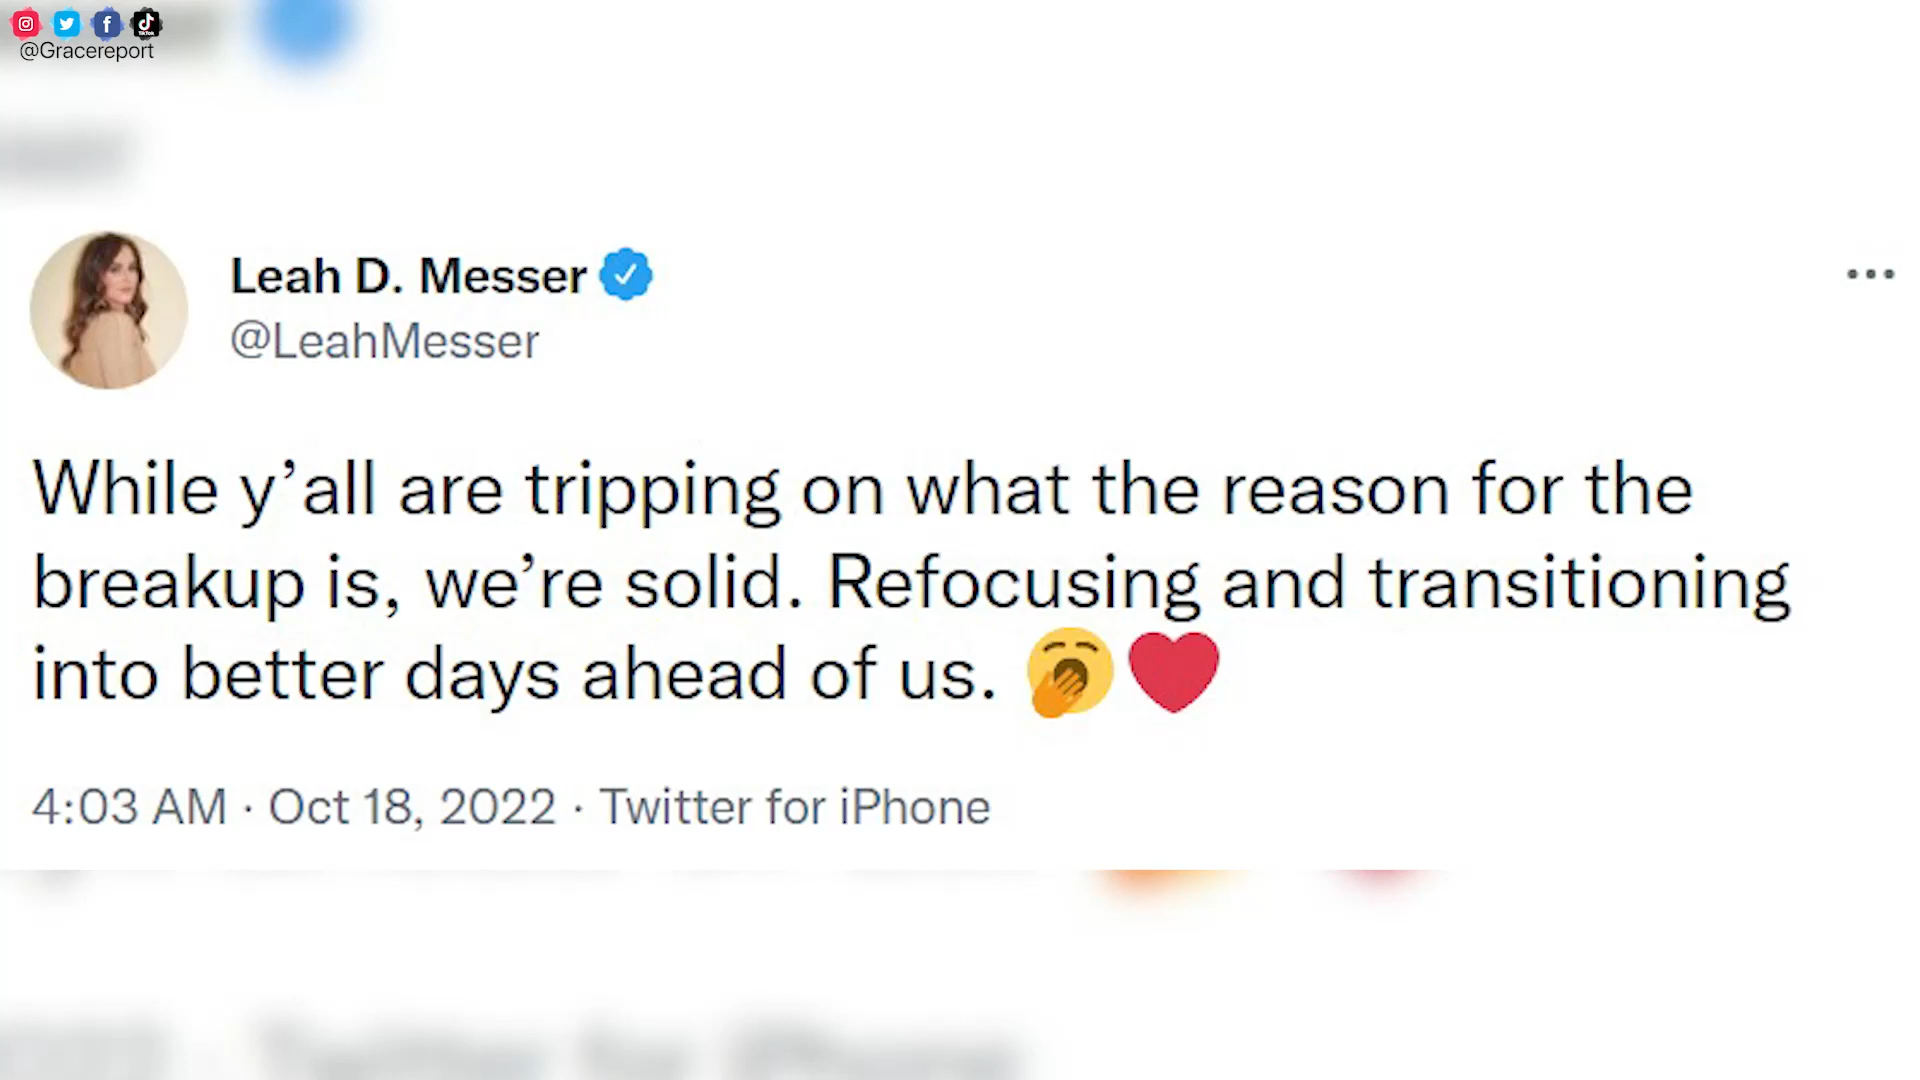 @Gracereport
Leah D. Messer
@LeahMesser
While y’all are tripping on what the reason for the
breakup is, we’re solid. Refocusing and transitioning
into better days ahead of us. 🥱❤️
4:03 AM · Oct 18, 2022 · Twitter for iPhone